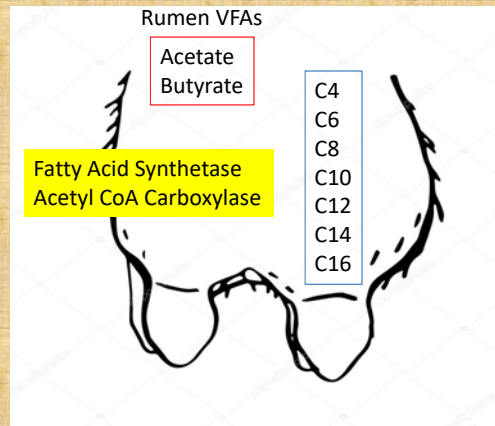 Rumen VFAs
Acetate
Butyrate
Fatty Acid Synthetase
Acetyl CoA Carboxylase
C4
C6
C8
C10
C12
C14
C16